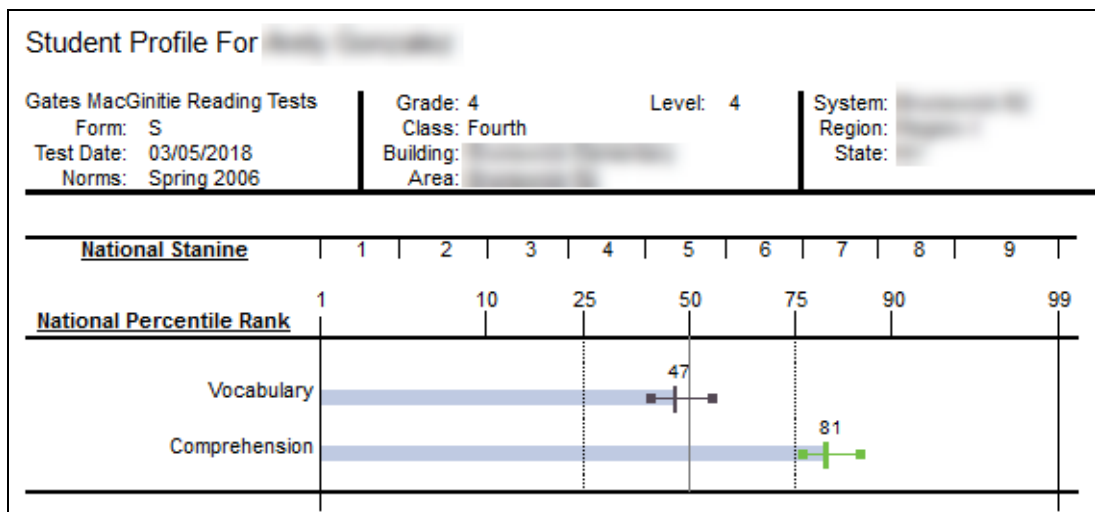 Student Profile For
Gates MacGinitie Reading Tests
Form: S
Test Date: 03/05/2018
Norms: Spring 2006
Grade: 4 Level: 4
Class: Fourth
Building:
Area:
System:
Region:
State:
National Stanine 1 2 3 4 5 6 7 8 9
1 10 25 50 75 90 99
National Percentile Rank
47
Vocabulary
81
Comprehension